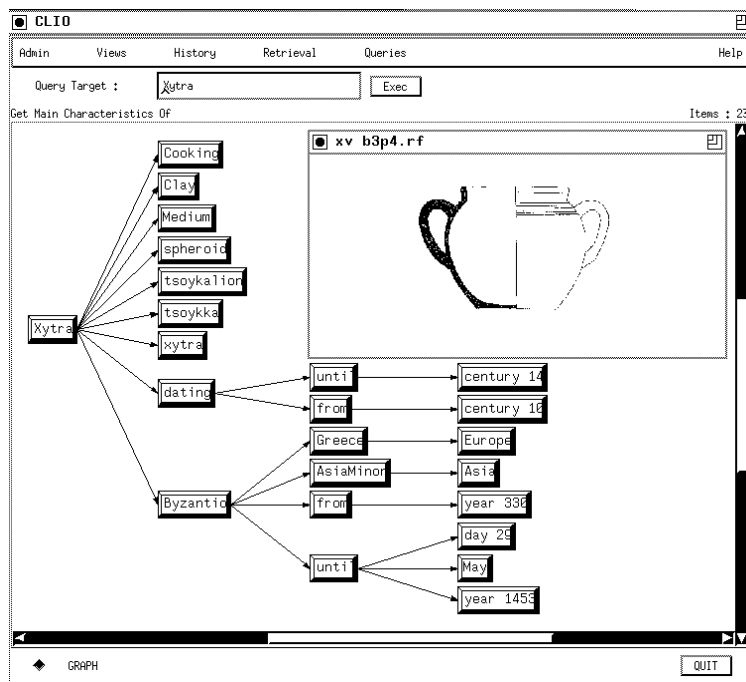 CLIO
Admin Views History Retrieval Queries Help
Query Target : Xytra Exec
Get Main Characteristics Of Items : 23
xv b3p4.rf
Cooking
Clay
Medium
spheroid
tsoykalion
tsoykka
Xytra
xytra
until century 14
dating
from century 10
Greece Europe
AsiaMinor Asia
Byzantio from year 330
day 29
until May
year 1453
GRAPH QUIT